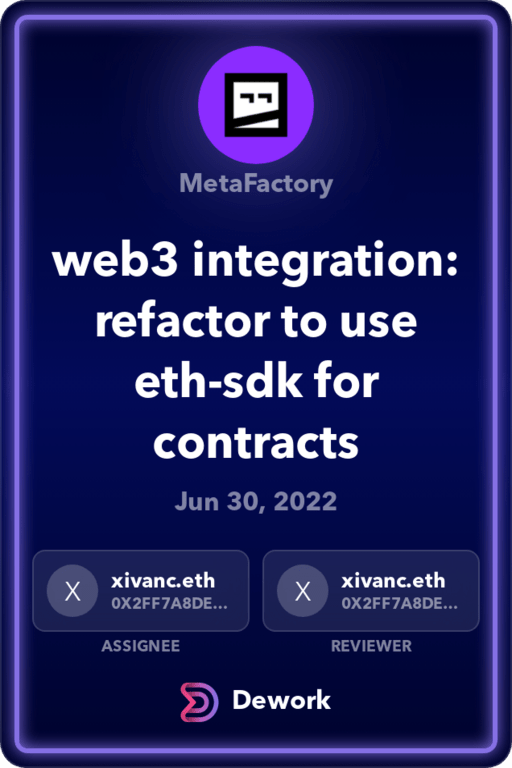 MetaFactory
web3 integration:
refactor to use
eth-sdk for
contracts
Jun 30, 2022
X
xivanc.eth
0X2FF7A8DE...
ASSIGNEE
X
xivanc.eth
0X2FF7A8DE...
REVIEWER
Dework